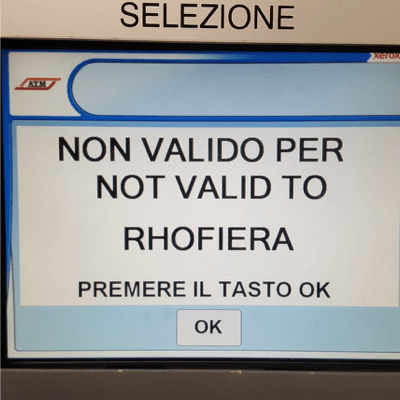 SELEZIONE
xerox
ATM
NON VALIDO PER
NOT VALID TO
RHOFIERA
PREMERE IL TASTO OK
OK